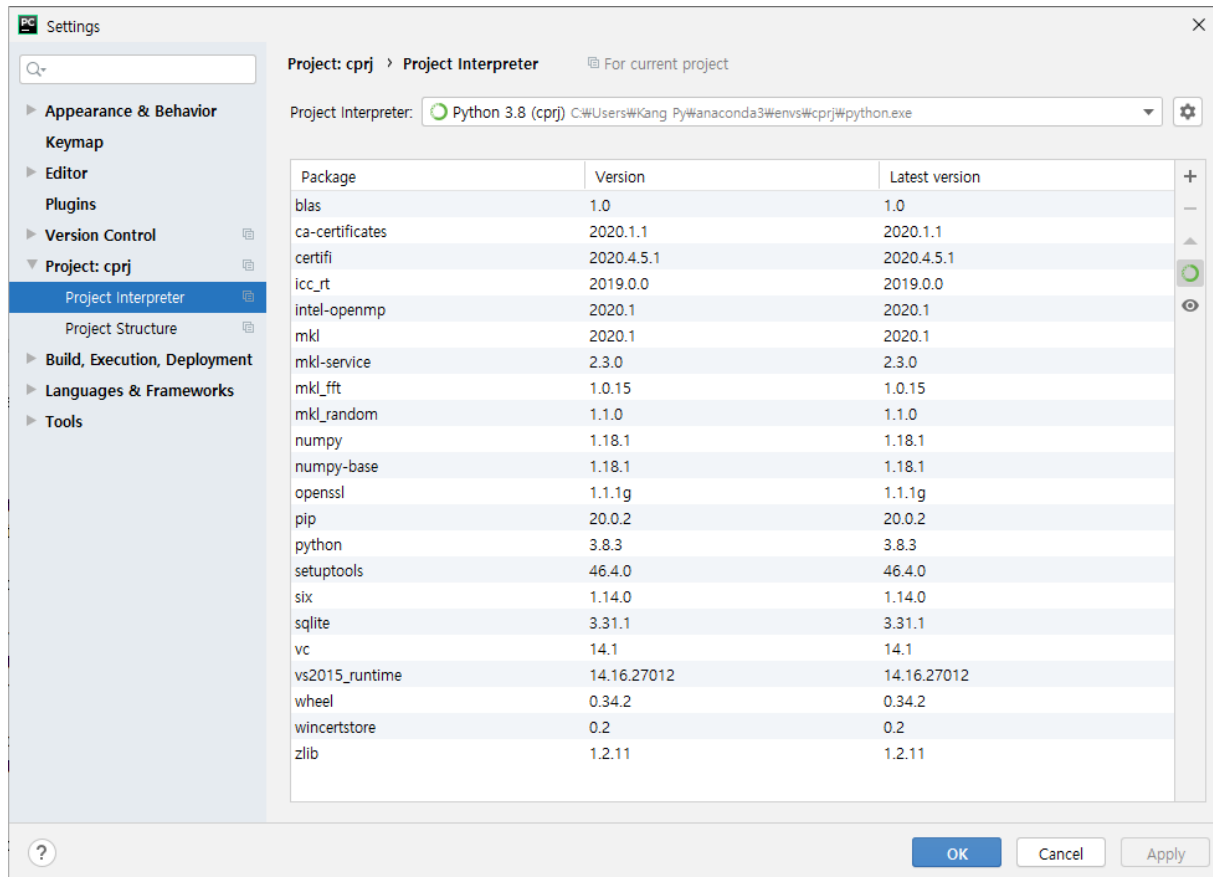 PC Settings
Project: cprj › Project Interpreter For current project
Appearance & Behavior
Keymap
Editor
Plugins
Version Control
Project: cprj
Project Interpreter
Project Structure
Build, Execution, Deployment
Languages & Frameworks
Tools
Project Interpreter: Python 3.8 (cprj) C:₩Users₩Kang Py₩anaconda3₩envs₩cprj₩python.exe
Package Version Latest version
blas 1.0 1.0
ca-certificates 2020.1.1 2020.1.1
certifi 2020.4.5.1 2020.4.5.1
icc_rt 2019.0.0 2019.0.0
intel-openmp 2020.1 2020.1
mkl 2020.1 2020.1
mkl-service 2.3.0 2.3.0
mkl_fft 1.0.15 1.0.15
mkl_random 1.1.0 1.1.0
numpy 1.18.1 1.18.1
numpy-base 1.18.1 1.18.1
openssl 1.1.1g 1.1.1g
pip 20.0.2 20.0.2
python 3.8.3 3.8.3
setuptools 46.4.0 46.4.0
six 1.14.0 1.14.0
sqlite 3.31.1 3.31.1
vc 14.1 14.1
vs2015_runtime 14.16.27012 14.16.27012
wheel 0.34.2 0.34.2
wincertstore 0.2 0.2
zlib 1.2.11 1.2.11
? OK Cancel Apply